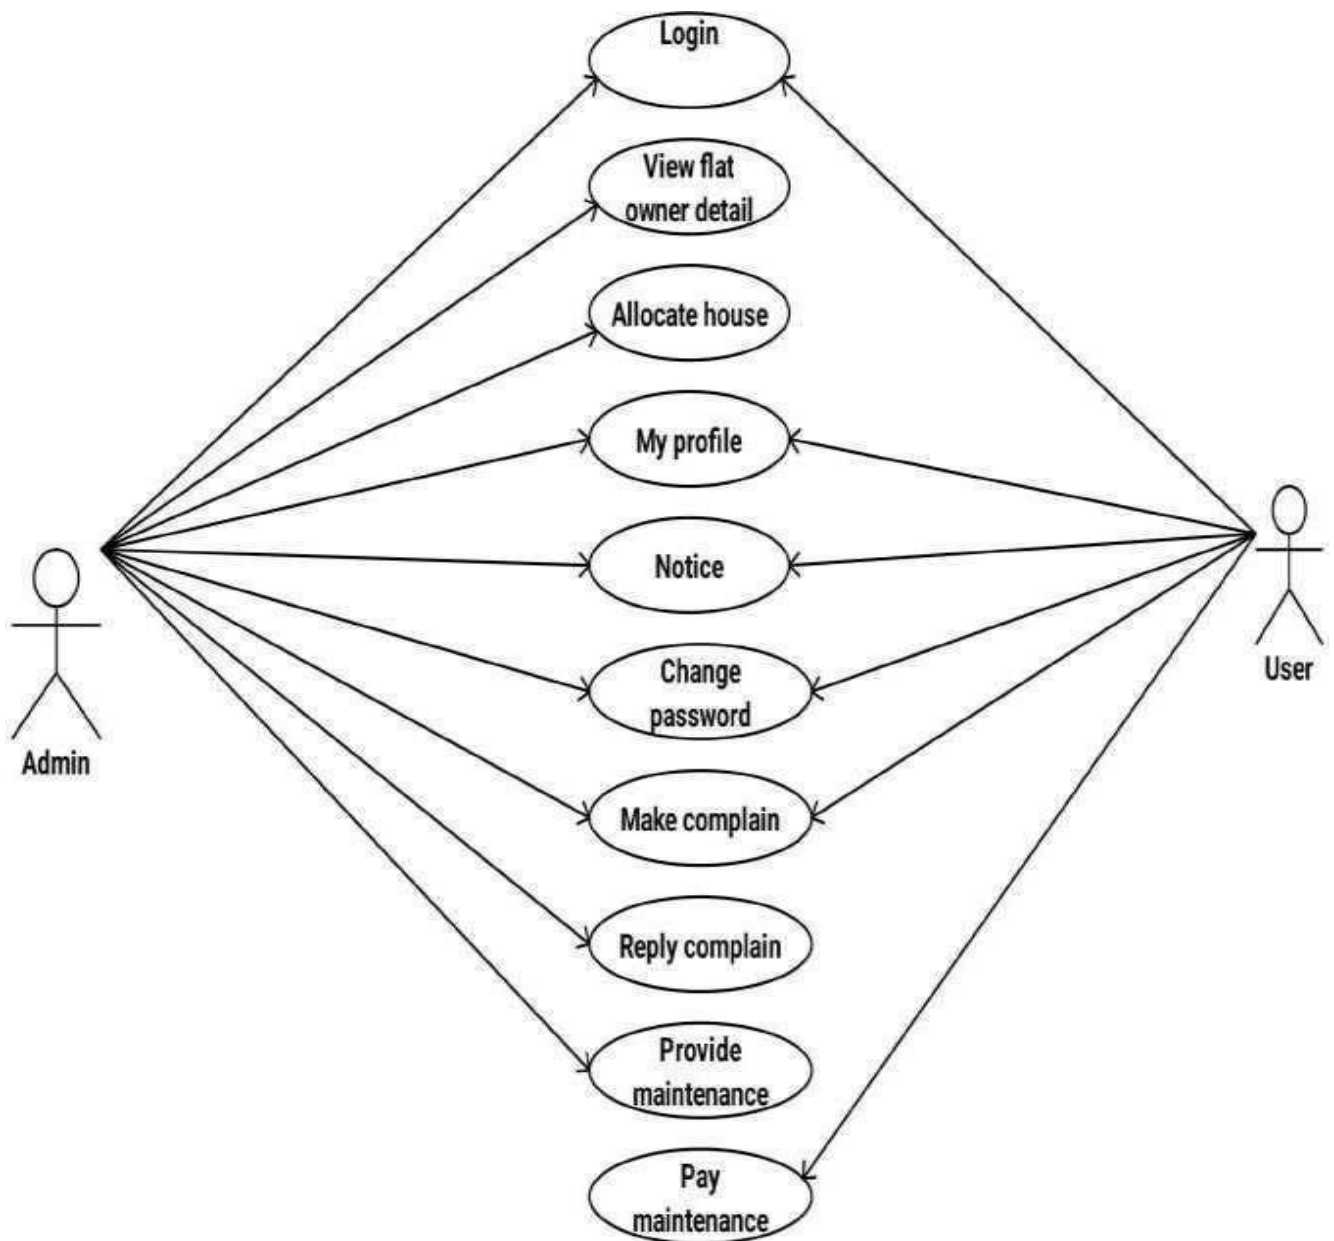 Login
View flat
owner detail
Allocate house
My profile
Notice
Change
password
Make complain
Reply complain
Provide
maintenance
Pay
maintenance
Admin
User